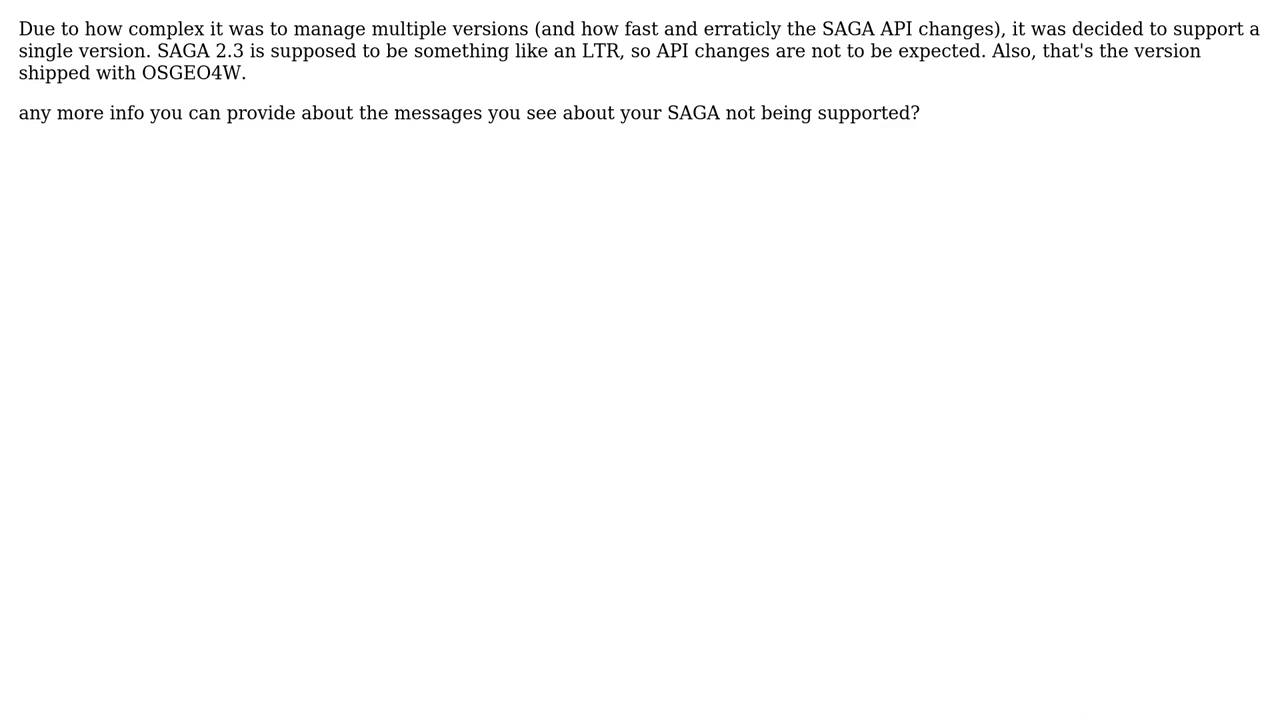 Due to how complex it was to manage multiple versions (and how fast and erraticly the SAGA API changes), it was decided to support a
single version. SAGA 2.3 is supposed to be something like an LTR, so API changes are not to be expected. Also, that's the version
shipped with OSGEO4W.
any more info you can provide about the messages you see about your SAGA not being supported?